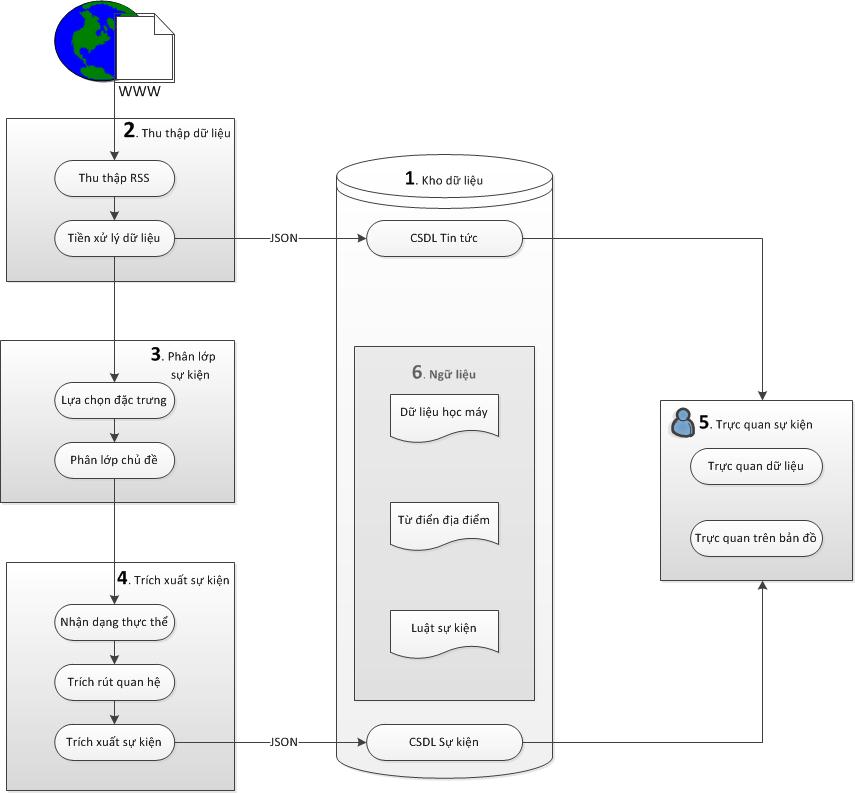 WWW
2. Thu thập dữ liệu
Thu thập RSS
Tiền xử lý dữ liệu
JSON
1. Kho dữ liệu
CSDL Tin tức
3. Phân lớp
sự kiện
Lựa chọn đặc trưng
Phân lớp chủ đề
6. Ngữ liệu
Dữ liệu học máy
Từ điển địa điểm
Luật sự kiện
5. Trực quan sự kiện
Trực quan dữ liệu
Trực quan trên bản đồ
4. Trích xuất sự kiện
Nhận dạng thực thể
Trích rút quan hệ
Trích xuất sự kiện
JSON
CSDL Sự kiện